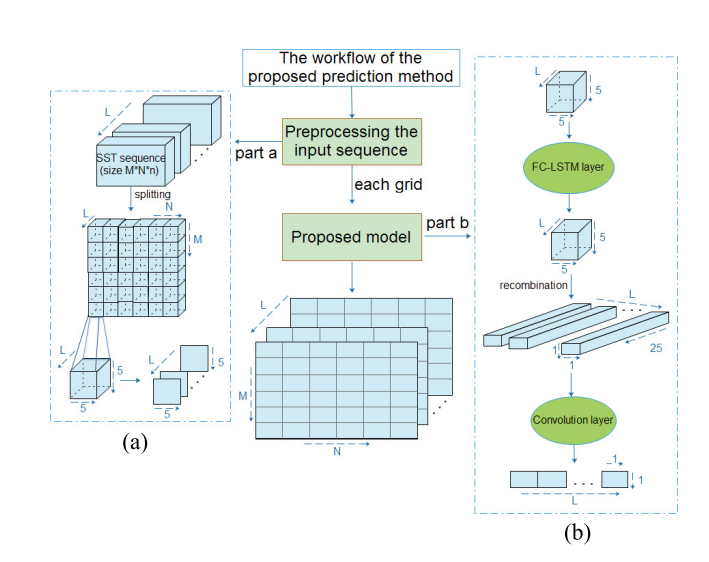 The workflow of the
proposed prediction method
Preprocessing the
input sequence
part a
each grid
Proposed model
part b
L
M
N
L
SST sequence
(size M*N*n)
splitting
L
N
M
L
5
5
L
5
(a)
L
5
5
FC-LSTM layer
L
5
5
recombination
L
...
1
1
25
Convolution layer
1
...
1
L
(b)